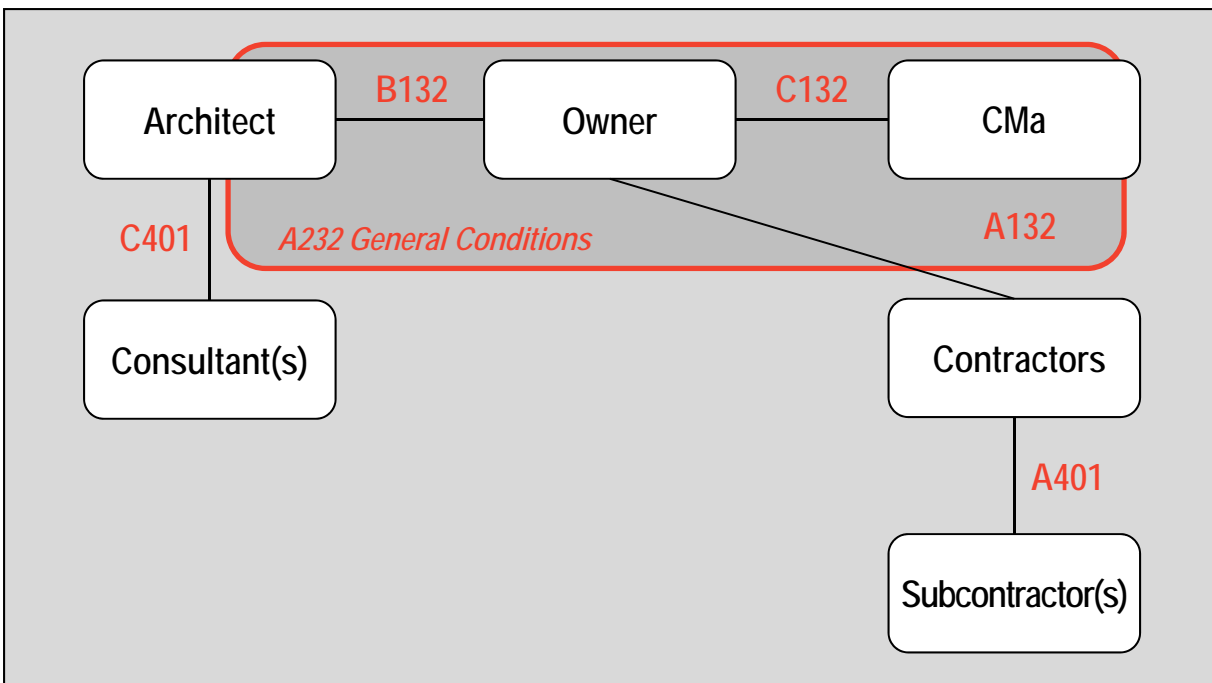 B132
C132
Architect
Owner
CMa
C401
A232 General Conditions
A132
Consultant(s)
Contractors
A401
Subcontractor(s)